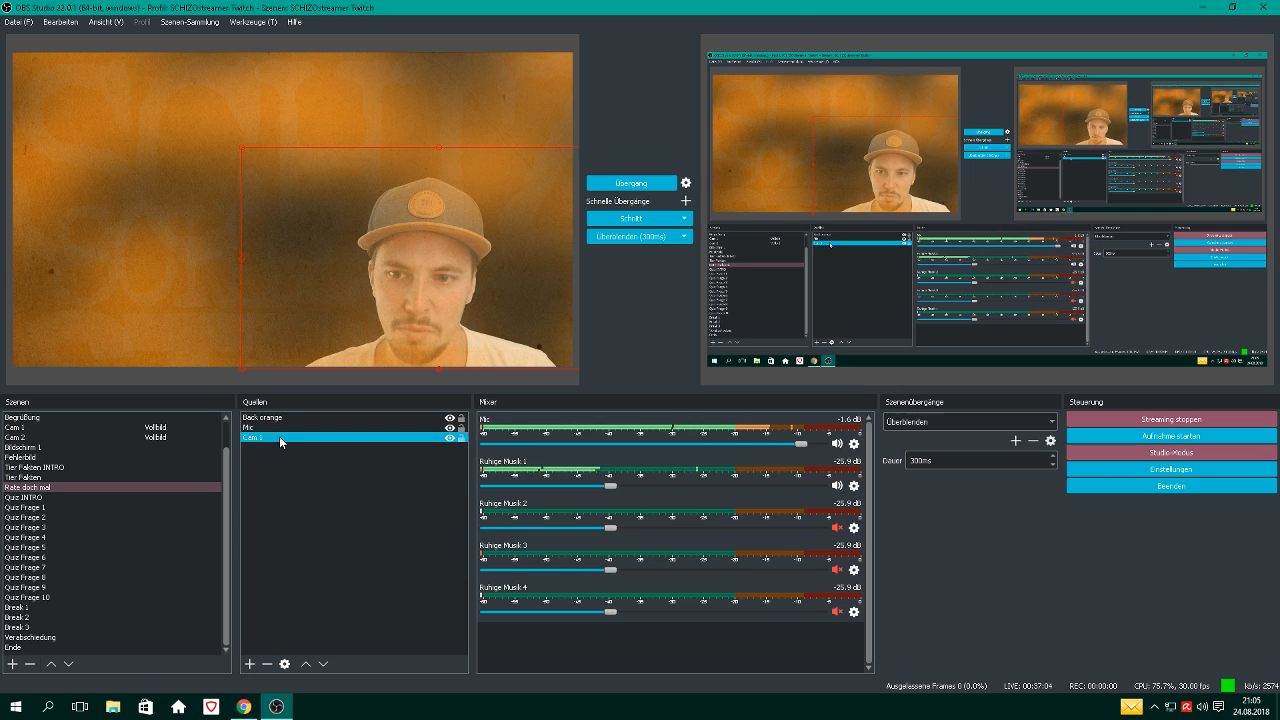 OBS Studio 22.0.1 (64-bit, windows) - Profil: SCHIZOstreamer Twitch - Szenen: SCHIZOstreamer Twitch
Datei (F) Bearbeiten Ansicht (V) Profil Szenen-Sammlung Werkzeuge (T) Hilfe
Übergang
Schnelle Übergänge
Schnitt
Überblenden (300ms)
Szenen
Begrüßung
Cam 1 Vollbild
Cam 2 Vollbild
Bildschirm 1
Fehlerbild
Tier Fakten INTRO
Tier Fakten
Rate doch mal
Quiz INTRO
Quiz Frage 1
Quiz Frage 2
Quiz Frage 3
Quiz Frage 4
Quiz Frage 5
Quiz Frage 6
Quiz Frage 7
Quiz Frage 8
Quiz Frage 9
Quiz Frage 10
Break 1
Break 2
Break 3
Verabschiedung
Ende
Quellen
Back orange
Mic
Cam 1
Mixer
Mic -1.6 dB
Ruhige Musik 1 -25.9 dB
Ruhige Musik 2 -25.9 dB
Ruhige Musik 3 -25.9 dB
Ruhige Musik 4 -25.9 dB
Szenenübergänge
Überblenden
Dauer 300ms
Steuerung
Streaming stoppen
Aufnahme starten
Studio-Modus
Einstellungen
Beenden
Ausgelassene Frames 0 (0.0%) LIVE: 00:37:04 REC: 00:00:00 CPU: 75.7%, 30.00 fps kb/s: 2574
21:05
24.08.2018